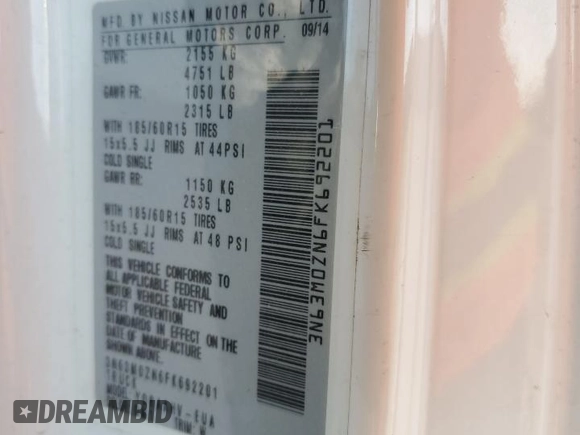 MFD BY NISSAN MOTOR CO., LTD.
FOR GENERAL MOTORS CORP. 09/14
GVWR: 2155 KG
4751 LB
GAWR FR: 1050 KG
2315 LB
WITH 185/60R15 TIRES
15x5.5 JJ RIMS AT 44PSI
COLD SINGLE
GAWR RR: 1150 KG
2535 LB
WITH 185/60R15 TIRES
15x5.5 JJ RIMS AT 48 PSI
COLD SINGLE
THIS VEHICLE CONFORMS TO
ALL APPLICABLE FEDERAL
MOTOR VEHICLE SAFETY AND
THEFT PREVENTION
STANDARDS IN EFFECT ON THE
DATE OF MANUFACTURE
SHOWN ABOVE.
3N63M0ZN6FK692201
TRUCK
3N63M0ZN6FK692201
DREAMBID